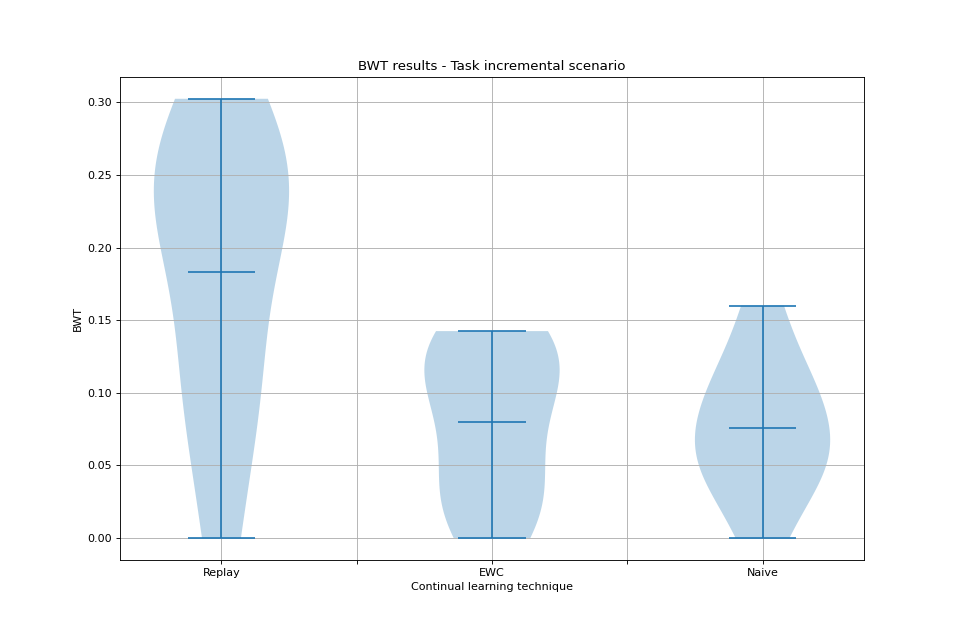 BWT results - Task incremental scenario
0.30
0.25
0.20
0.15
0.10
0.05
0.00
BWT
Replay EWC Naive
Continual learning technique